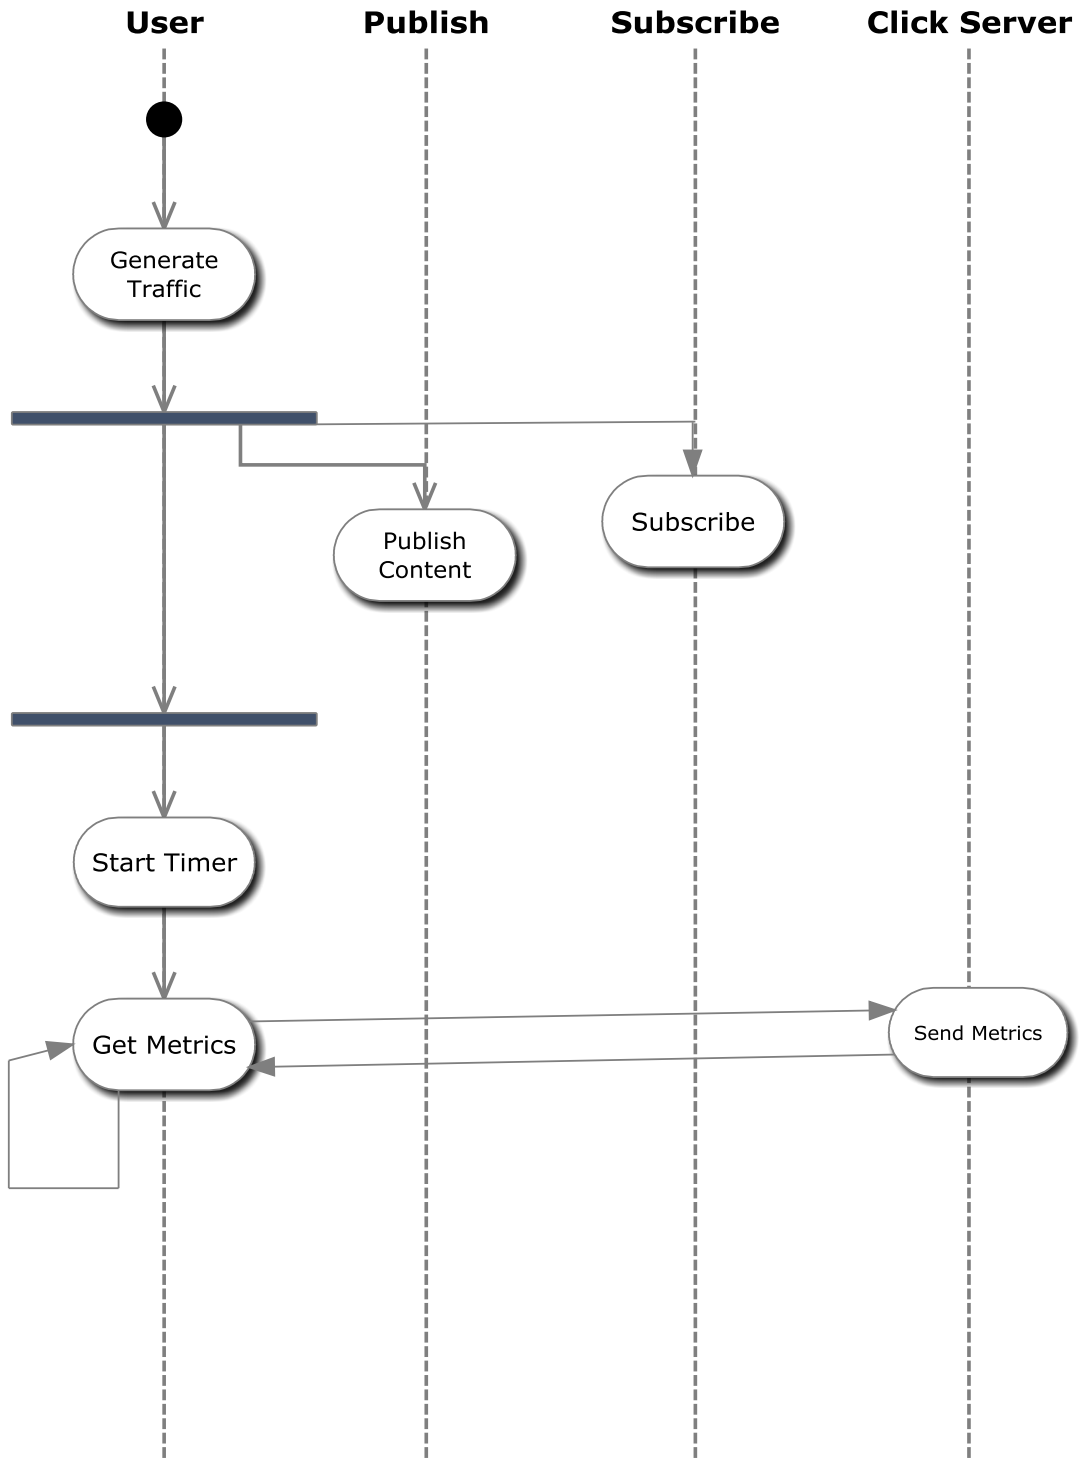 User
Publish
Subscribe
Click Server
Generate
Traffic
Subscribe
Publish
Content
Start Timer
Get Metrics
Send Metrics